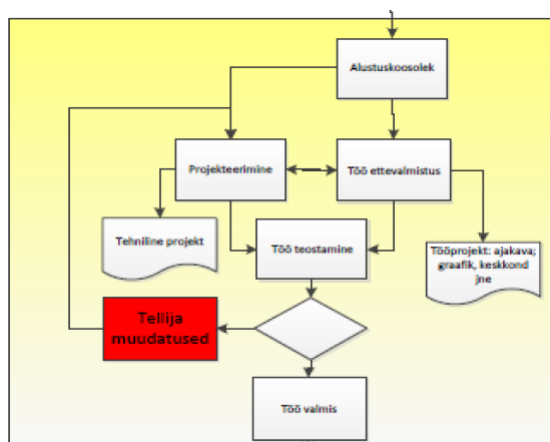 Alustuskoosolek
Projekteerimine
Töö ettevalmistus
Tehniline projekt
Töö teostamine
Tööprojekt: ajakava;
graafik, keskkond
jne
Tellija
muudatused
Töö valmis